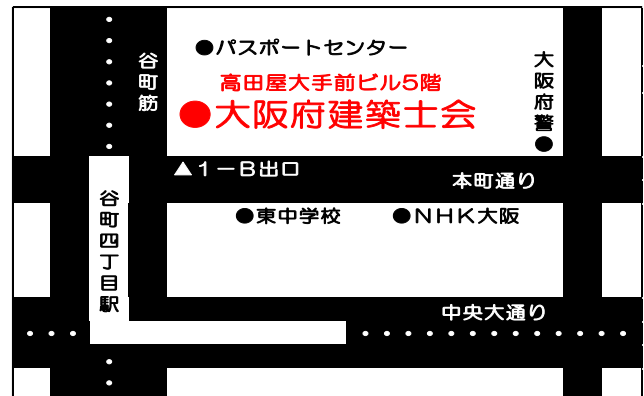 ●パスポートセンター
高田屋大手前ビル5階
●大阪府建築士会
谷町筋
大阪府警●
▲1－B出口
本町通り
谷町四丁目駅
●東中学校
●NHK大阪
中央大通り